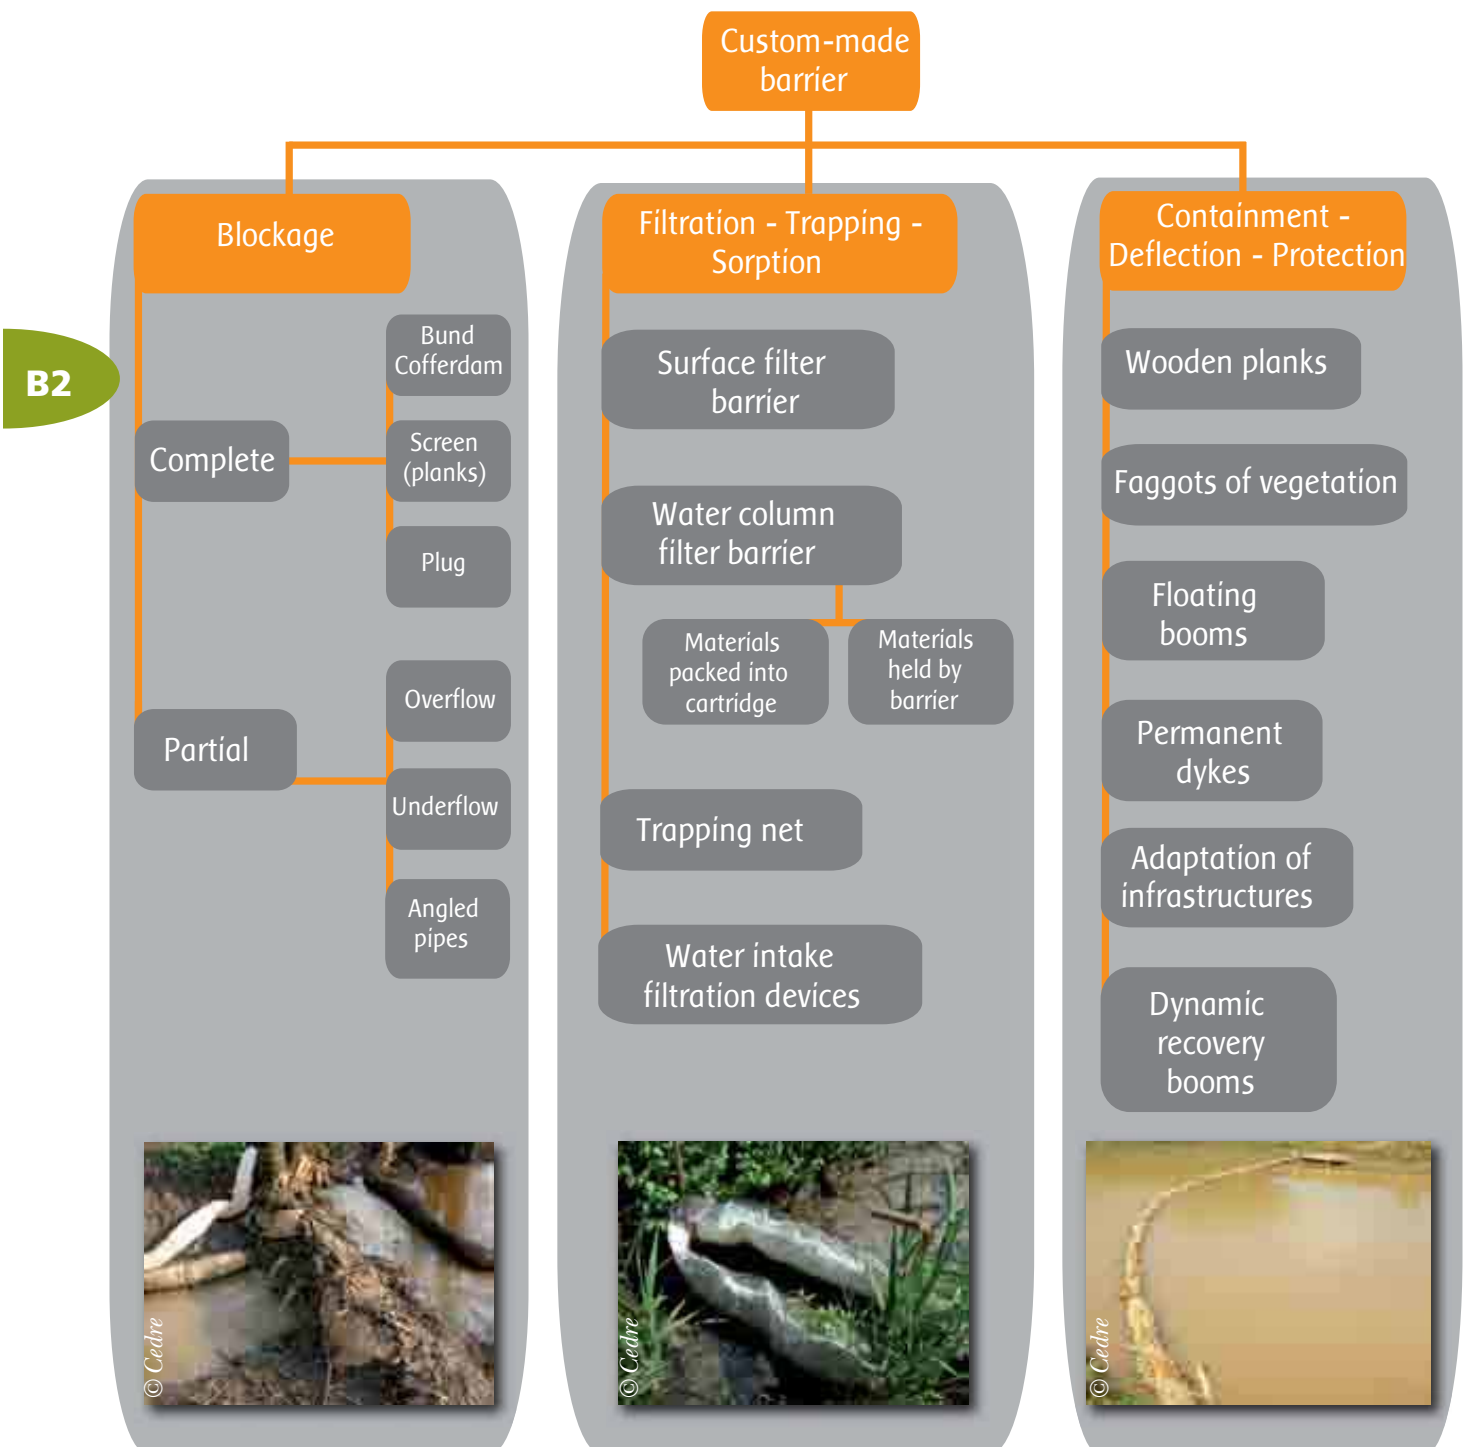 Custom-made
barrier
Blockage
B2
Complete
Bund
Cofferdam
Screen
(planks)
Plug
Partial
Overflow
Underflow
Angled
pipes
© Cedre
Filtration - Trapping -
Sorption
Surface filter
barrier
Water column
filter barrier
Materials
packed into
cartridge
Materials
held by
barrier
Trapping net
Water intake
filtration devices
© Cedre
Containment -
Deflection - Protection
Wooden planks
Faggots of vegetation
Floating
booms
Permanent
dykes
Adaptation of
infrastructures
Dynamic
recovery
booms
© Cedre